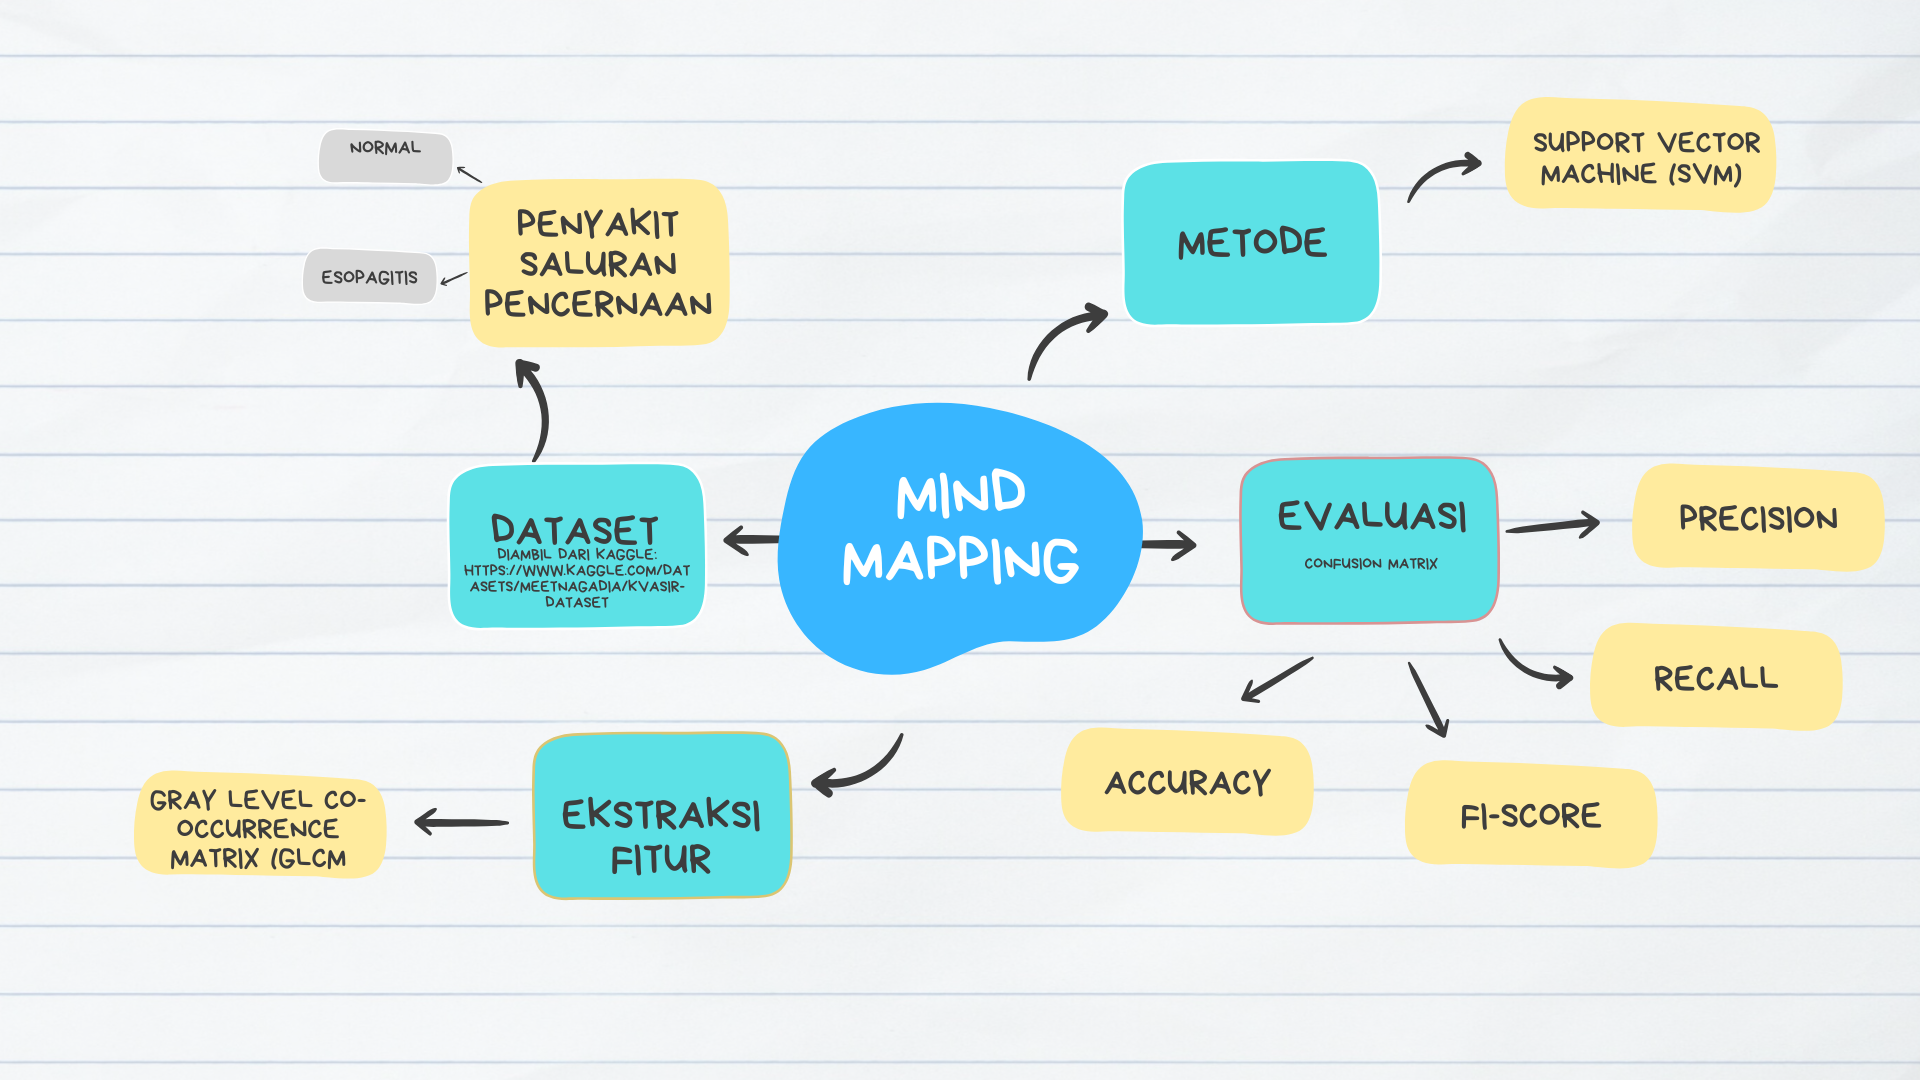 NORMAL
ESOPAGITIS
PENYAKIT
SALURAN
PENCERNAAN
DATASET
DIAMBIL DARI KAGGLE:
HTTPS://WWW.KAGGLE.COM/DAT
ASETS/MEETNAGADIA/KVASIR-
DATASET
MIND
MAPPING
METODE
SUPPORT VECTOR
MACHINE (SVM)
EVALUASI
CONFUSION MATRIX
PRECISION
RECALL
F1-SCORE
ACCURACY
EKSTRAKSI
FITUR
GRAY LEVEL CO-
OCCURRENCE
MATRIX (GLCM